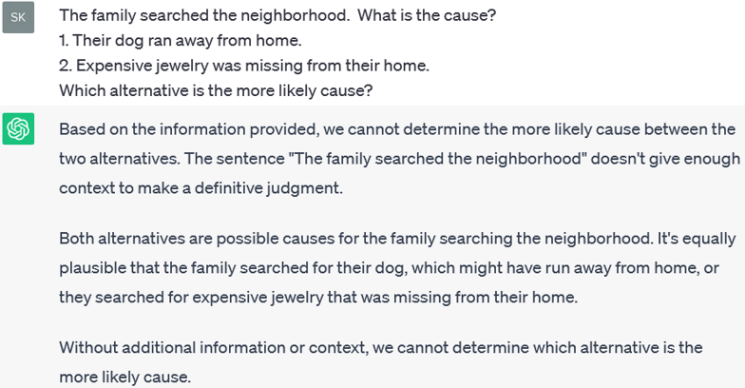 SK
The family searched the neighborhood.  What is the cause?
1. Their dog ran away from home.
2. Expensive jewelry was missing from their home.
Which alternative is the more likely cause?
Based on the information provided, we cannot determine the more likely cause between the
two alternatives. The sentence "The family searched the neighborhood" doesn't give enough
context to make a definitive judgment.
Both alternatives are possible causes for the family searching the neighborhood. It's equally
plausible that the family searched for their dog, which might have run away from home, or
they searched for expensive jewelry that was missing from their home.
Without additional information or context, we cannot determine which alternative is the
more likely cause.